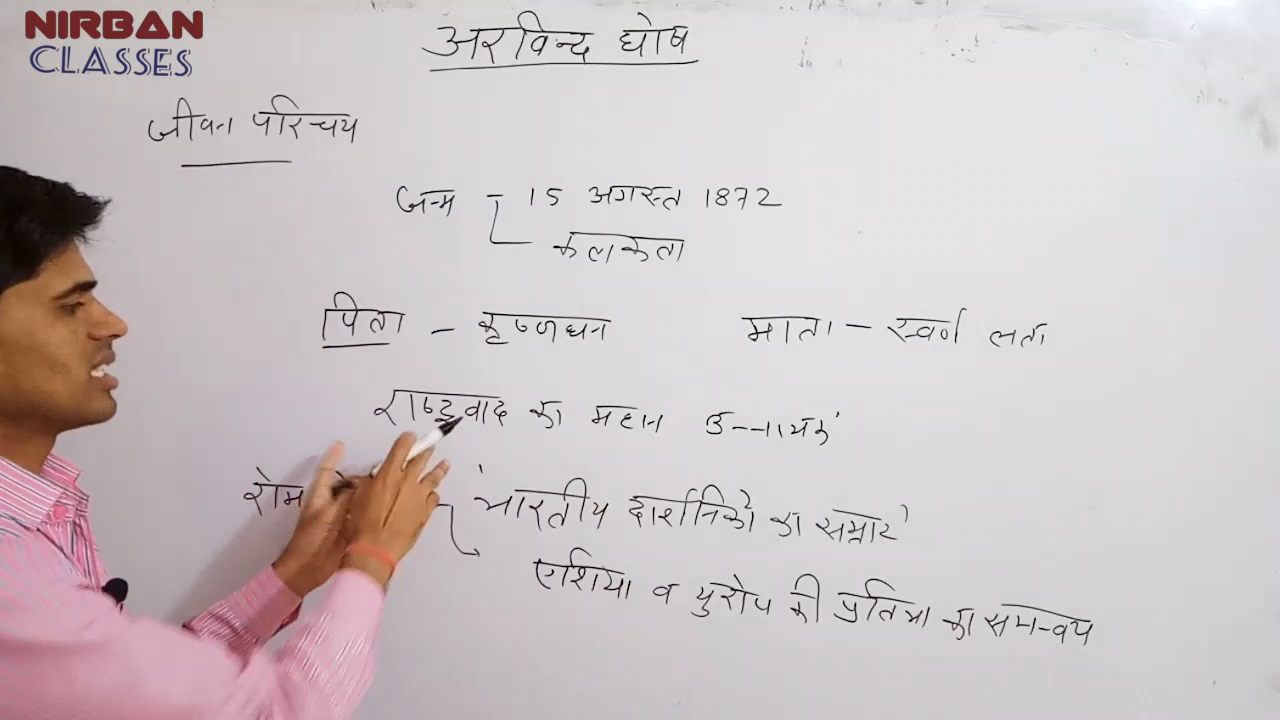 NIRBAN
CLASSES
अरविन्द घोष
जीवन परिचय
जन्म - 15 अगस्त 1872
कलकता
पिता - कृष्णधन माता - स्वर्ण लता
राष्ट्रवाद का महान उन्नायक
रोम 'भारतीय दार्शनिको का सम्राट'
एशिया व युरोप की प्रतिभा का समन्वय